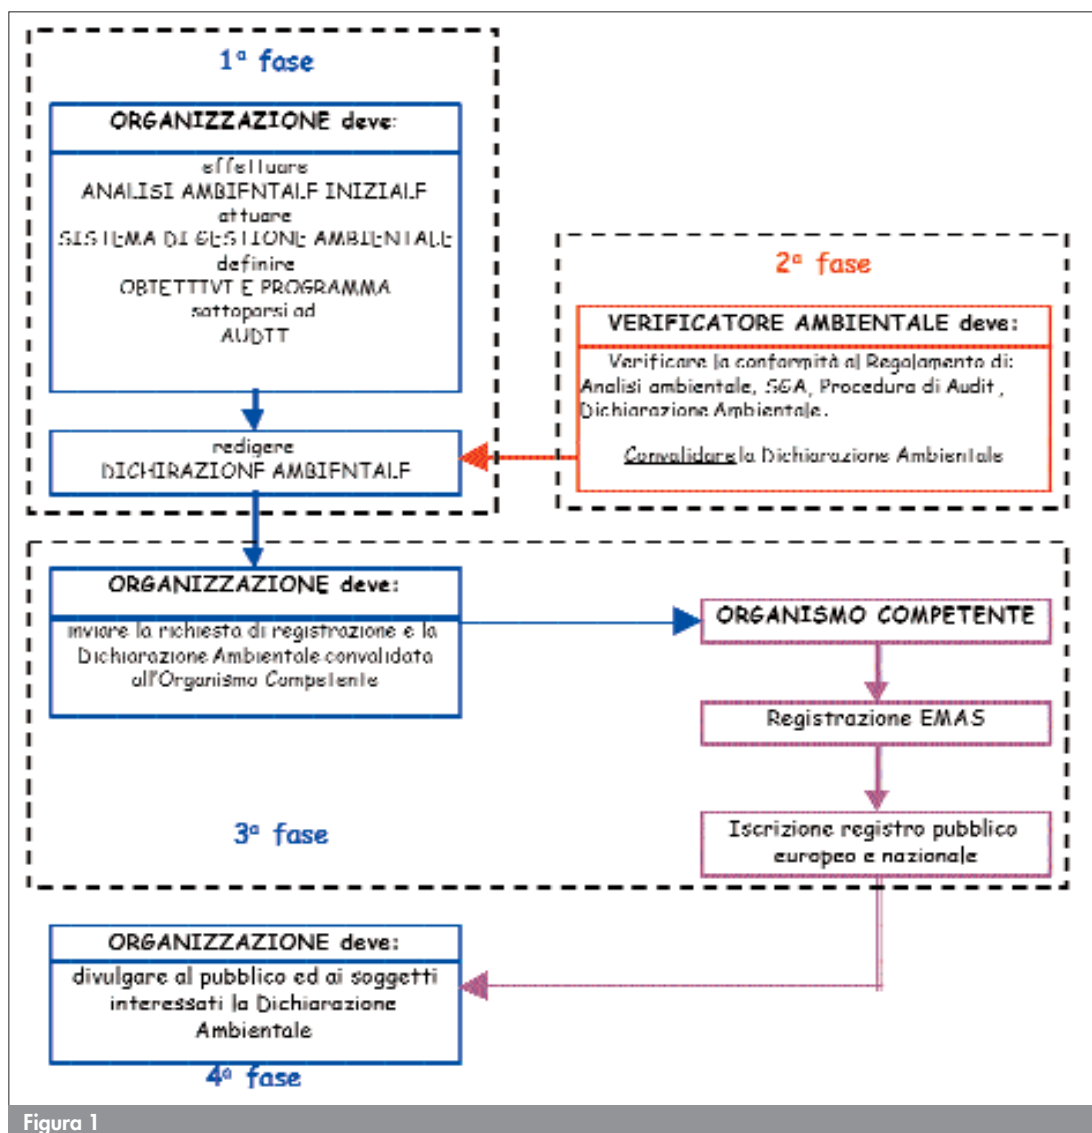 1ª fase
ORGANIZZAZIONE deve:
effettuare
ANALISI AMBIENTALE INIZIALE
attuare
SISTEMA DI GESTIONE AMBIENTALE
definire
OBIETTIVI E PROGRAMMA
sottoporsi ad
AUDIT
redigere
DICHIRAZIONE AMBIENTALE
2ª fase
VERIFICATORE AMBIENTALE deve:
Verificare la conformità al Regolamento di:
Analisi ambientale, SGA, Procedura di Audit,
Dichiarazione Ambientale.
Convalidare la Dichiarazione Ambientale
ORGANIZZAZIONE deve:
inviare la richiesta di registrazione e la
Dichiarazione Ambientale convalidata
all'Organismo Competente
ORGANISMO COMPETENTE
Registrazione EMAS
Iscrizione registro pubblico
europeo e nazionale
3ª fase
ORGANIZZAZIONE deve:
divulgare al pubblico ed ai soggetti
interessati la Dichiarazione
Ambientale
4ª fase
Figura 1